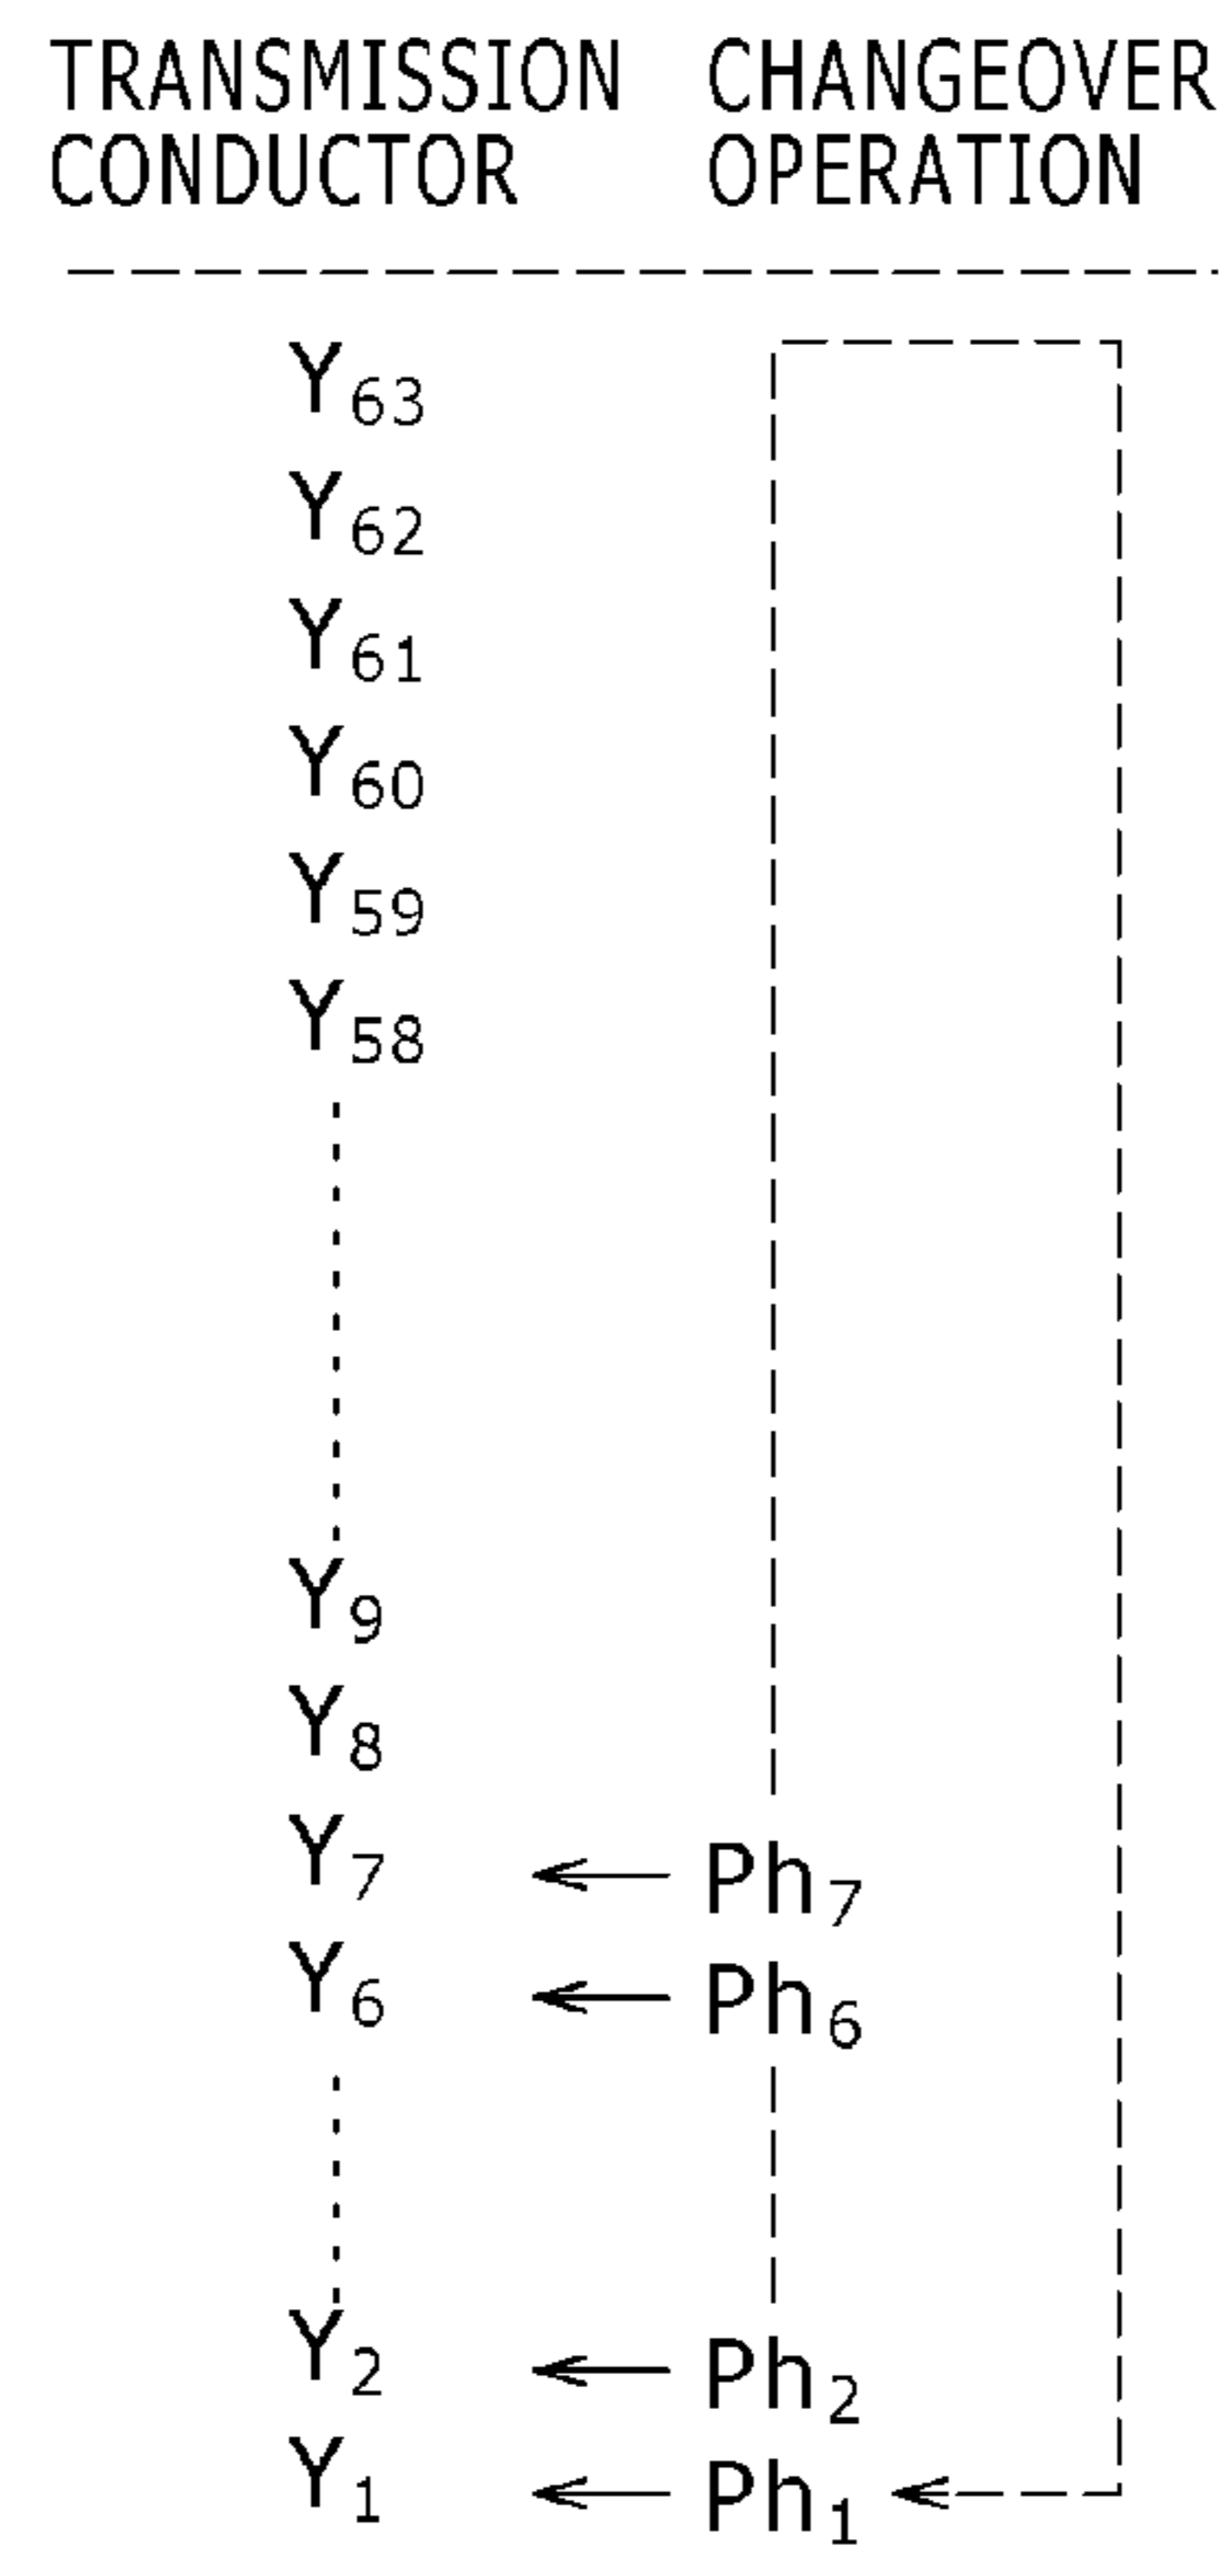 TRANSMISSION CHANGEOVER
CONDUCTOR OPERATION
Y63
Y62
Y61
Y60
Y59
Y58
Y9
Y8
Y7 Ph7
Y6 Ph6
Y2 Ph2
Y1 Ph1